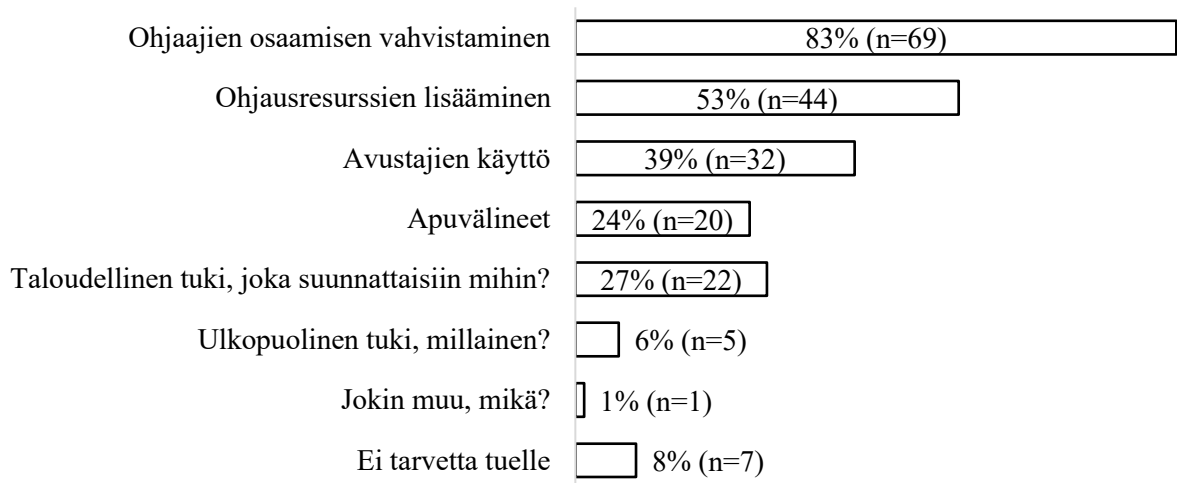 Ohjaajien osaamisen vahvistaminen 83% (n=69)
Ohjausresurssien lisääminen 53% (n=44)
Avustajien käyttö 39% (n=32)
Apuvälineet 24% (n=20)
Taloudellinen tuki, joka suunnattaisiin mihin? 27% (n=22)
Ulkopuolinen tuki, millainen? 6% (n=5)
Jokin muu, mikä? 1% (n=1)
Ei tarvetta tuelle 8% (n=7)